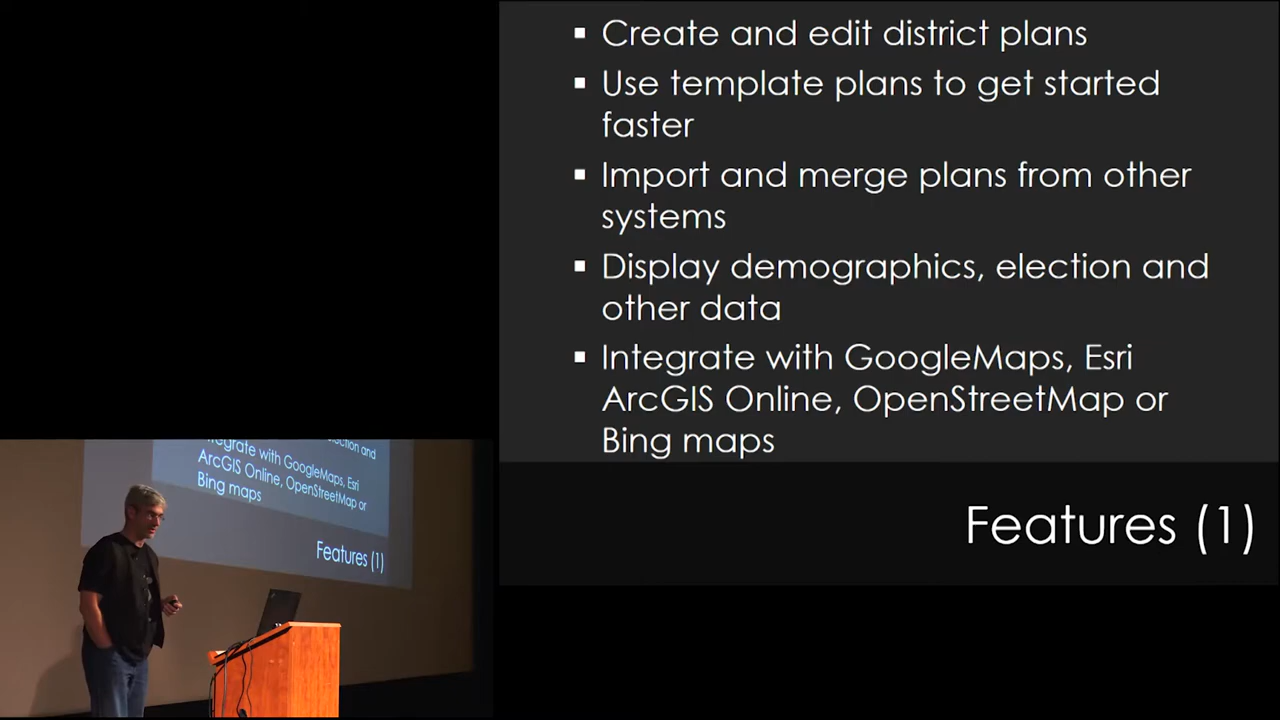 ▪ Create and edit district plans
▪ Use template plans to get started
faster
▪ Import and merge plans from other
systems
▪ Display demographics, election and
other data
▪ Integrate with GoogleMaps, Esri
ArcGIS Online, OpenStreetMap or
Bing maps
Features (1)
election and
Integrate with GoogleMaps, Esri
ArcGIS Online, OpenStreetMap or
Bing maps
Features (1)